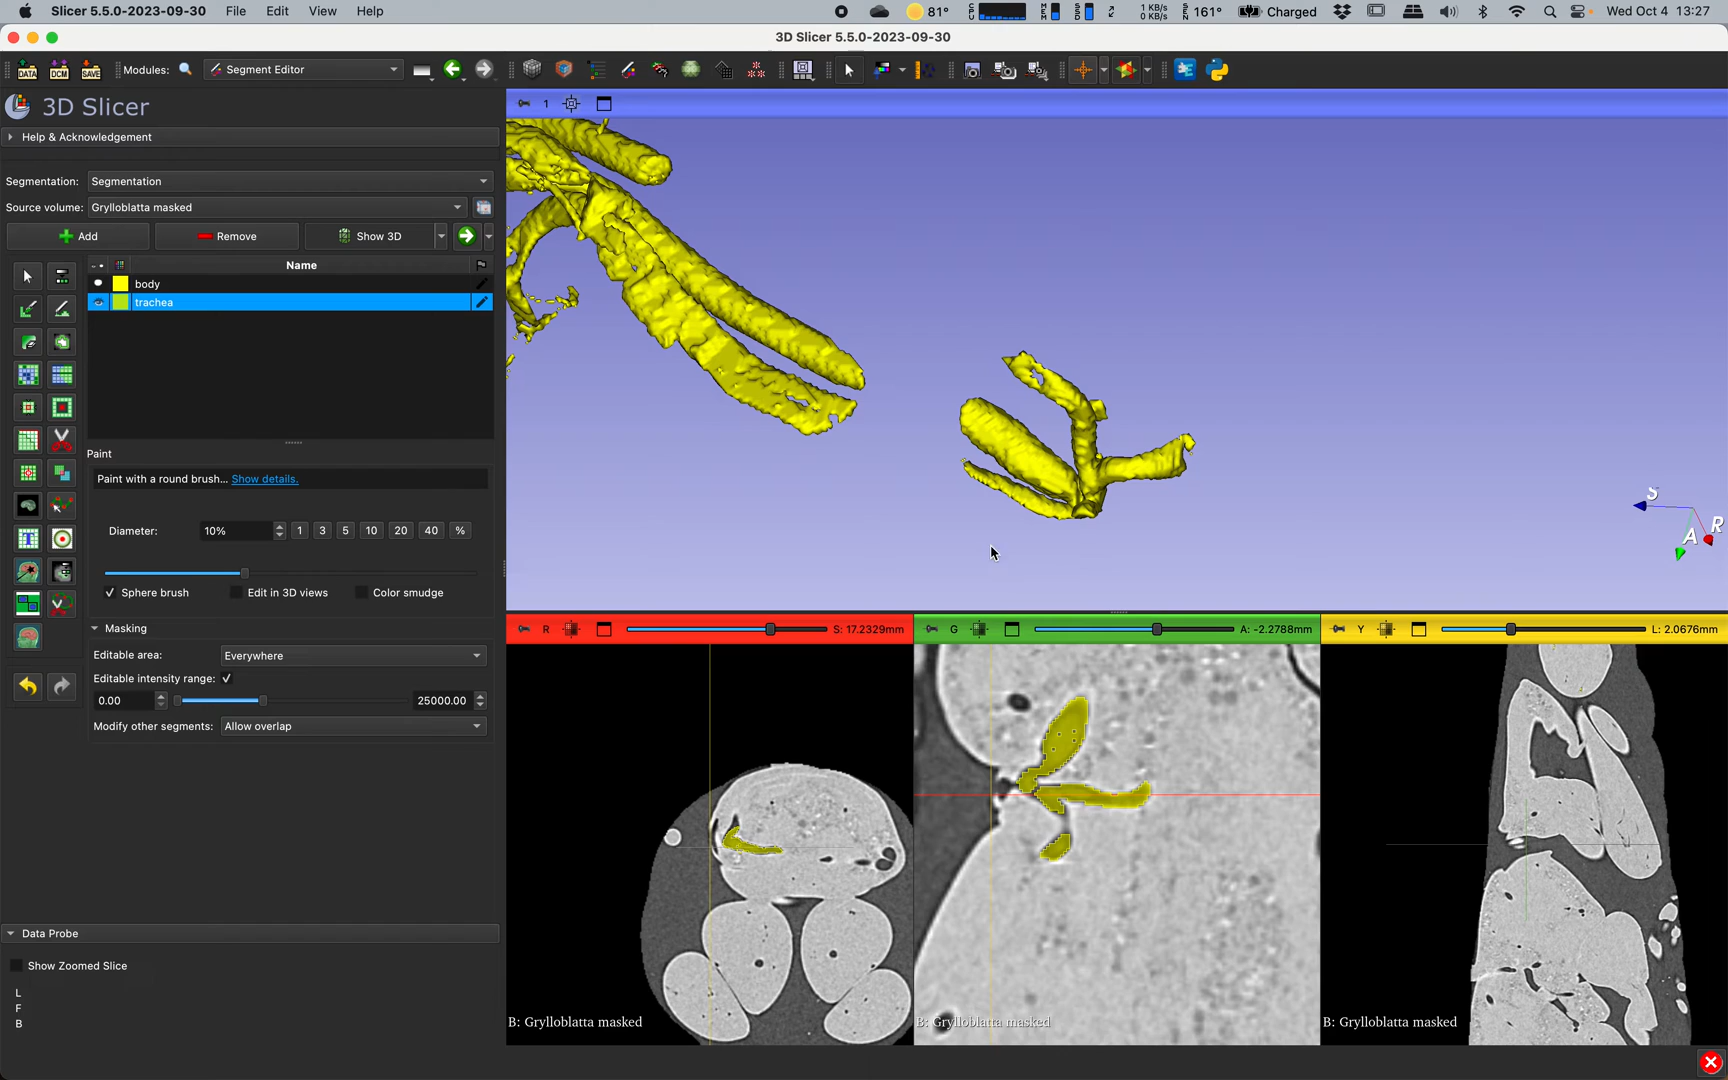 Slicer 5.5.0-2023-09-30 File Edit View Help 81° CPU MEM SSD 1 KB/s 0 KB/s SEN 161° Charged Wed Oct 4 13:27
3D Slicer 5.5.0-2023-09-30
DATA DCM SAVE Modules: Segment Editor
1
3D Slicer
Help & Acknowledgement
Segmentation: Segmentation
Source volume: Grylloblatta masked
Add Remove Show 3D
Name
body
trachea
Paint
Paint with a round brush... Show details.
Diameter: 10% 1 3 5 10 20 40 %
Sphere brush Edit in 3D views Color smudge
Masking
Editable area: Everywhere
Editable intensity range:
0.00 25000.00
Modify other segments: Allow overlap
Data Probe
Show Zoomed Slice
L
F
B
S
R
A
R S: 17.2329mm
G A: -2.2788mm
Y L: 2.0676mm
B: Grylloblatta masked
B: Grylloblatta masked
B: Grylloblatta masked